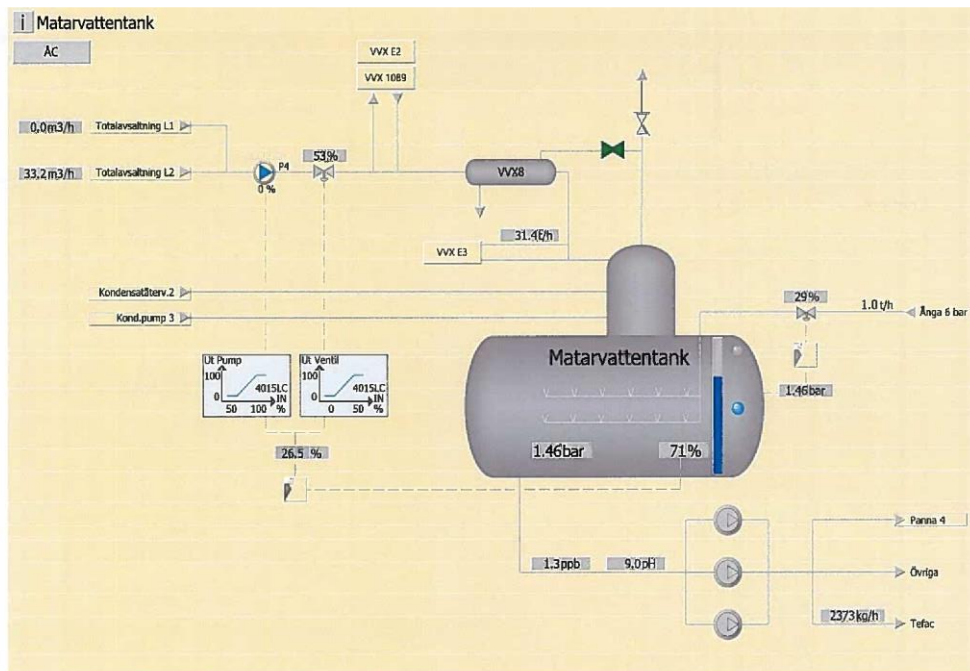 i Matarvattentank
ÅC
VVX E2
VVX 1089
0,0m3/h Totalavsaltning L1
33,2m3/h Totalavsaltning L2
P4
0 %
53%
VVX8
31.4t/h
VVX E3
Kondensatåterv.2
Kond.pump 3
29%
1.0 t/h
Ånga 6 bar
1.46bar
Ut Pump
100
0
4015LC
IN
50 100 %
Ut Ventil
100
0
4015LC
IN
0 50 %
26.5 %
Matarvattentank
1.46bar
71%
1.3ppb
9,0pH
Panna 4
Övriga
2373kg/h
Tefac